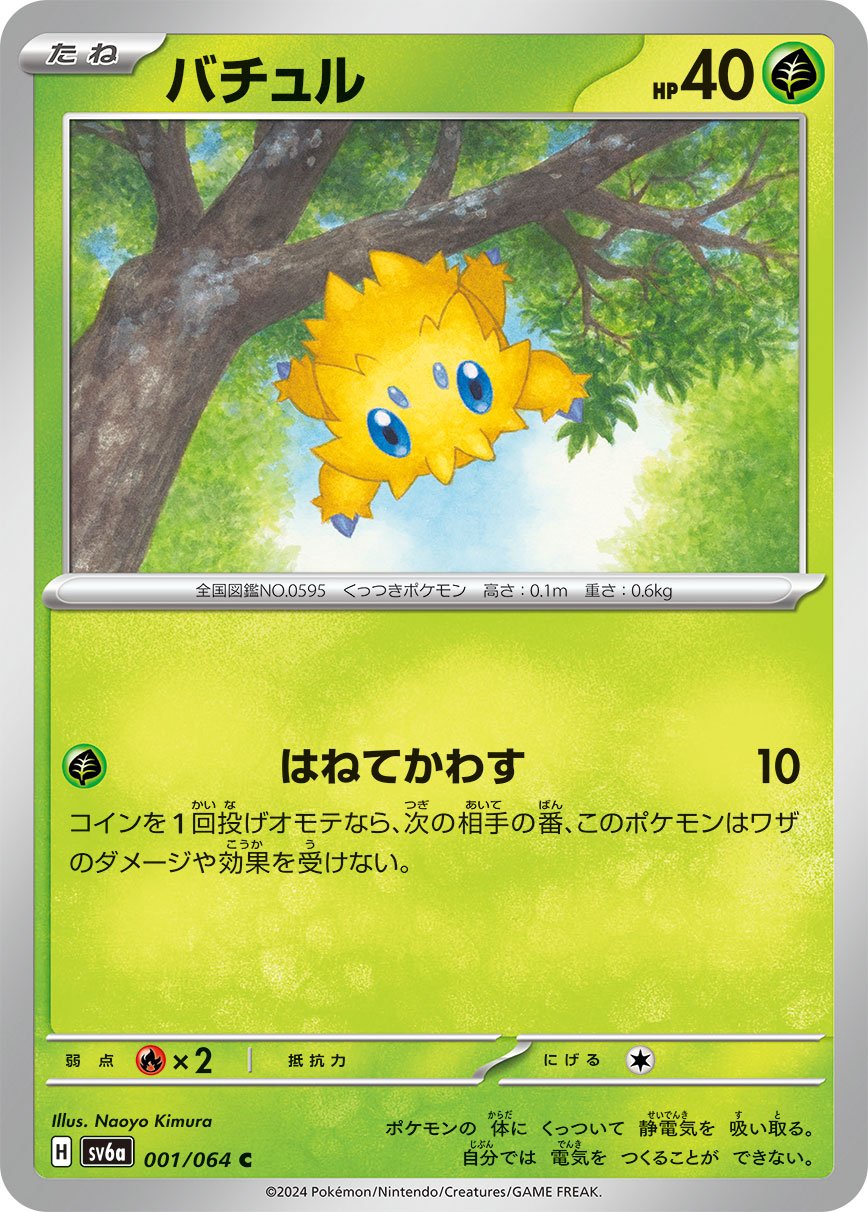 たね
バチュル
HP40
全国図鑑NO.0595 くっつきポケモン 高さ:0.1m 重さ:0.6kg
はねてかわす 10
コインを1回投げオモテなら、次の相手の番、このポケモンはワザ
のダメージや効果を受けない。
弱点 ×2 抵抗力 にげる
Illus. Naoyo Kimura
ポケモンの 体に くっついて 静電気を 吸い取る。
自分では 電気を つくることが できない。
H sv6a 001/064 C
©2024 Pokémon/Nintendo/Creatures/GAME FREAK.